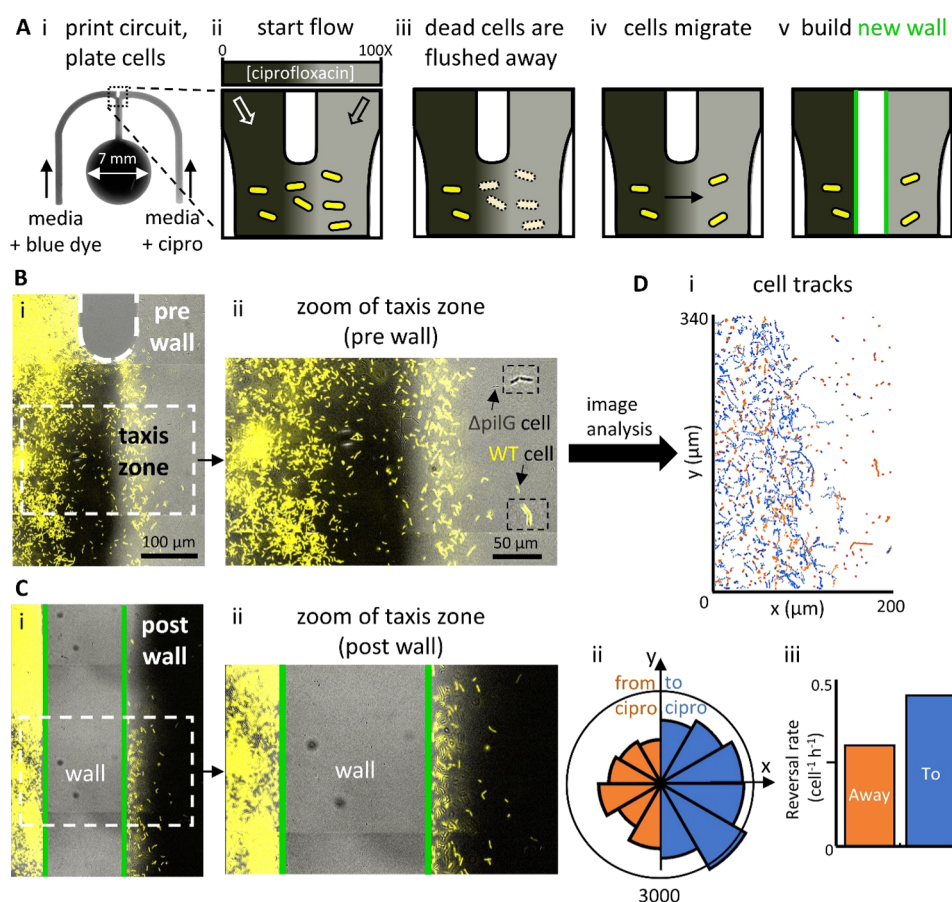 A i print circuit, plate cells
7 mm
media + blue dye
media + cipro
ii start flow
0 100X
[ciprofloxacin]
iii dead cells are flushed away
iv cells migrate
v build new wall
B
i
pre wall
taxis zone
100 μm
ii zoom of taxis zone (pre wall)
ΔpilG cell
WT cell
50 μm
image analysis
C
i
post wall
wall
ii zoom of taxis zone (post wall)
wall
D i cell tracks
340
y (μm)
0
x (μm)
200
ii y
from cipro
to cipro
x
3000
iii
0.5
Reversal rate (cell⁻¹ h⁻¹)
0
Away
To